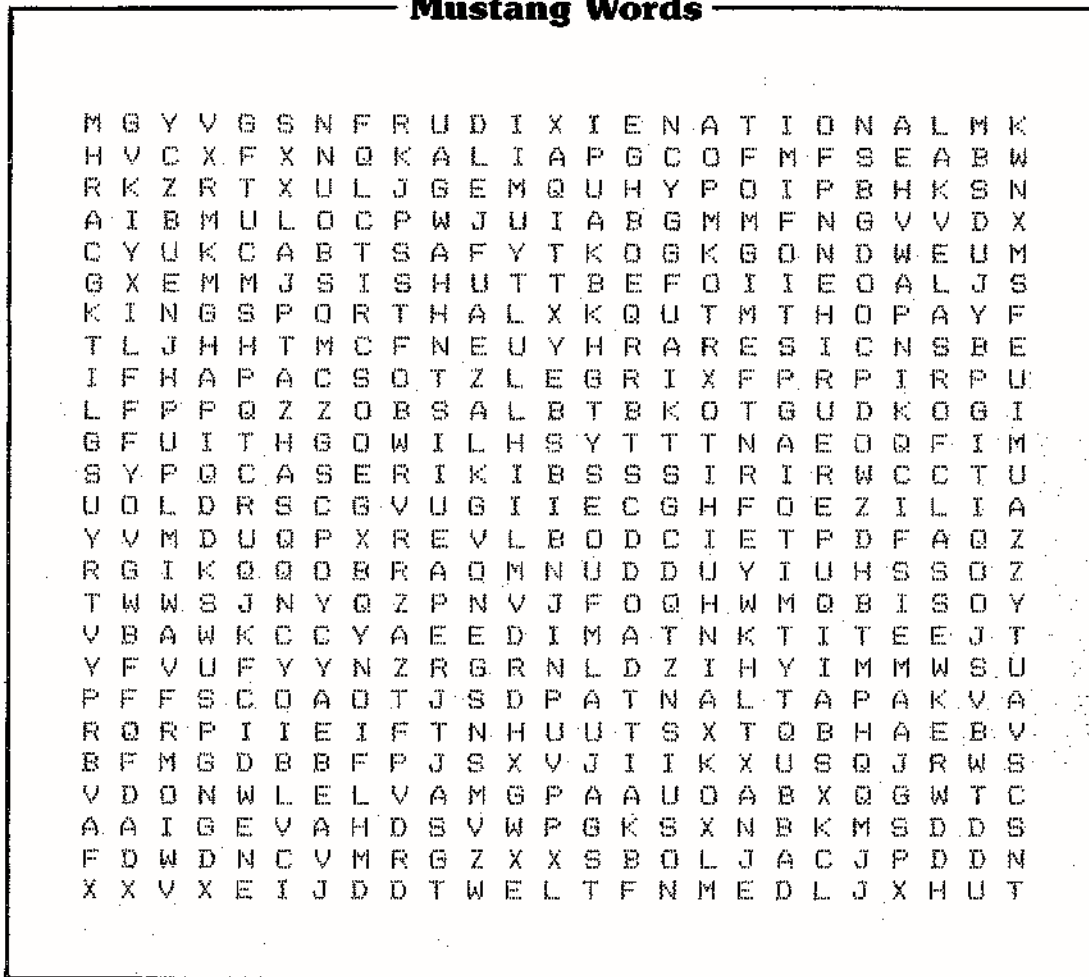 Mustang Words
M G Y V G S N F R U D I X I E N A T I O N A L M K
H V C X F X N Q K A L I A P G C O F M F S E A B W
R K Z R T X U L J G E M Q U H Y P O I P B H K S N
A I B M U L O C P W J U I A B G M M F N G V V D X
C Y U K C A B T S A F Y T K O G K G O N D W E U M
G X E M M J S I S H U T T B E F O I I E O A L J S
K I N G S P O R T H A L X K Q U T M T H O P A Y F
T L J H H T M C F N E U Y H R A R E S I C N S B E
I F H A P A C S O T Z L E G R I X F P R P I R P U
L F P P Q Z Z O B S A L B T B K O T G U D K O G I
G F U I T H G O W I L H S Y T T T N A E O Q F I M
S Y P Q C A S E R I K I B S S S I R I R W C C T U
U O L D R S C G V U G I I E C G H F O E Z I L I A
Y V M D U Q P X R E V L B O D C I E T P D F A Q Z
R G I K Q Q O B R A O M N U D D U Y I U H S S O Z
T W W S J N Y Q Z P N V J F O Q H W M Q B I S O Y
V B A W K C C Y A E E D I M A T N K T I T E E J T
Y F V U F Y Y N Z R G R N L D Z I H Y I M M W S U
P F F S C O A O T J S D P A T N A L T A P A K V A
R Q R P I I E I F T N H U U T S X T Q B H A E B V
B F M G D B B F P J S X V J I I K X U S Q J R W S
V D O N W L E L V A M G P A A U O A B X Q G W T C
A A I G E V A H D S V W P G K S X N B K M S D D S
F D W D N C V M R G Z X X S B O L J A C J P D D N
X X V X E I J D D T W E L T F N M E D L J X H U T